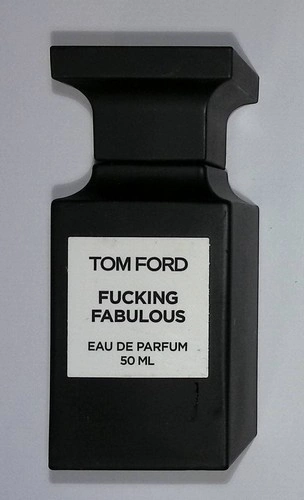 TOM FORD
FUCKING
FABULOUS
EAU DE PARFUM
50 ML